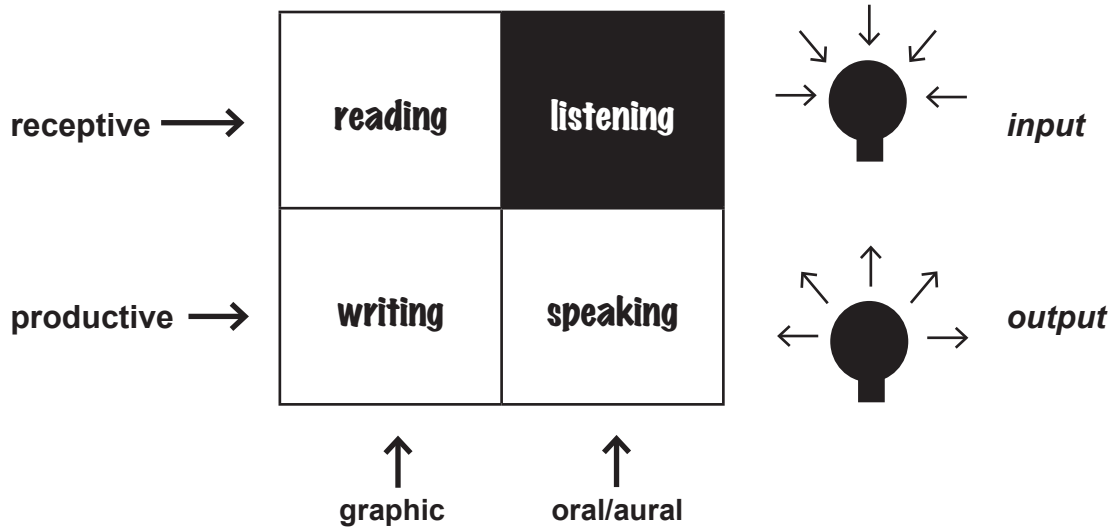 receptive
reading
listening
input
productive
writing
speaking
output
graphic
oral/aural